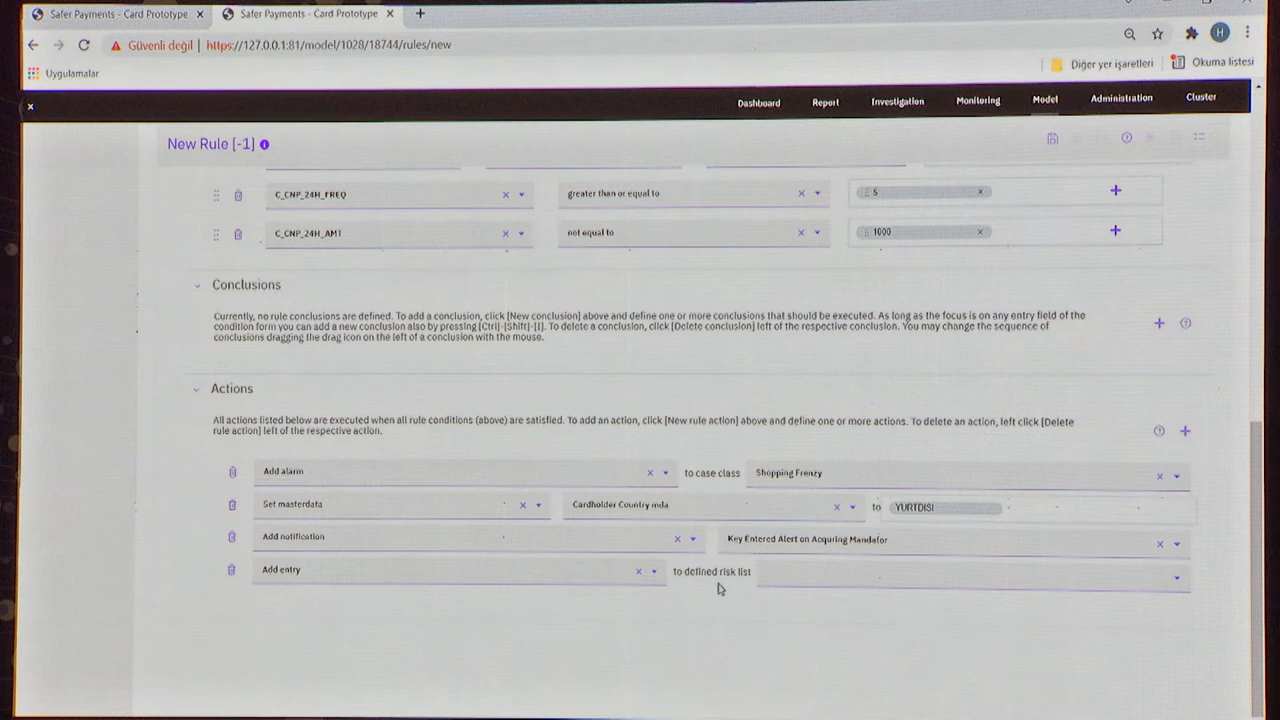 Safer Payments - Card Prototype × Safer Payments - Card Prototype × +
Güvenli değil | https://127.0.0.1:81/model/1028/18744/rules/new H
Uygulamalar Diğer yer işaretleri Okuma listesi
× Dashboard Report Investigation Monitoring Model Administration Cluster
New Rule [-1]
C_CNP_24H_FREQ × greater than or equal to × 5 × +
C_CNP_24H_AMT × not equal to × 1000 × +
Conclusions
Currently, no rule conclusions are defined. To add a conclusion, click [New conclusion] above and define one or more conclusions that should be executed. As long as the focus is on any entry field of the
condition form you can add a new conclusion also by pressing [Ctrl]-[Shift]-[I]. To delete a conclusion, click [Delete conclusion] left of the respective conclusion. You may change the sequence of
conclusions dragging the drag icon on the left of a conclusion with the mouse.
Actions
All actions listed below are executed when all rule conditions (above) are satisfied. To add an action, click [New rule action] above and define one or more actions. To delete an action, left click [Delete
rule action] left of the respective action.
Add alarm × to case class Shopping Frenzy ×
Set masterdata × Cardholder Country mda × to YURTDISI
Add notification × Key Entered Alert on Acquring Mandator ×
Add entry × to defined risk list